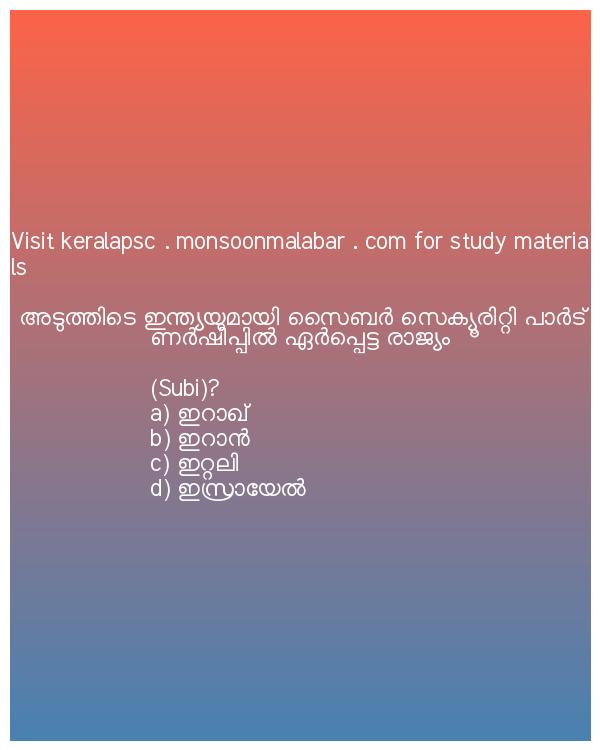 Visit keralapsc . monsoonmalabar . com for study materia
ls
അടുത്തിടെ ഇന്ത്യയുമായി സൈബർ സെക്യൂരിറ്റി പാർട്
ണർഷിപ്പിൽ ഏർപ്പെട്ട രാജ്യം
(Subi)?
a) ഇറാഖ്
b) ഇറാൻ
c) ഇറ്റലി
d) ഇസ്രായേൽ